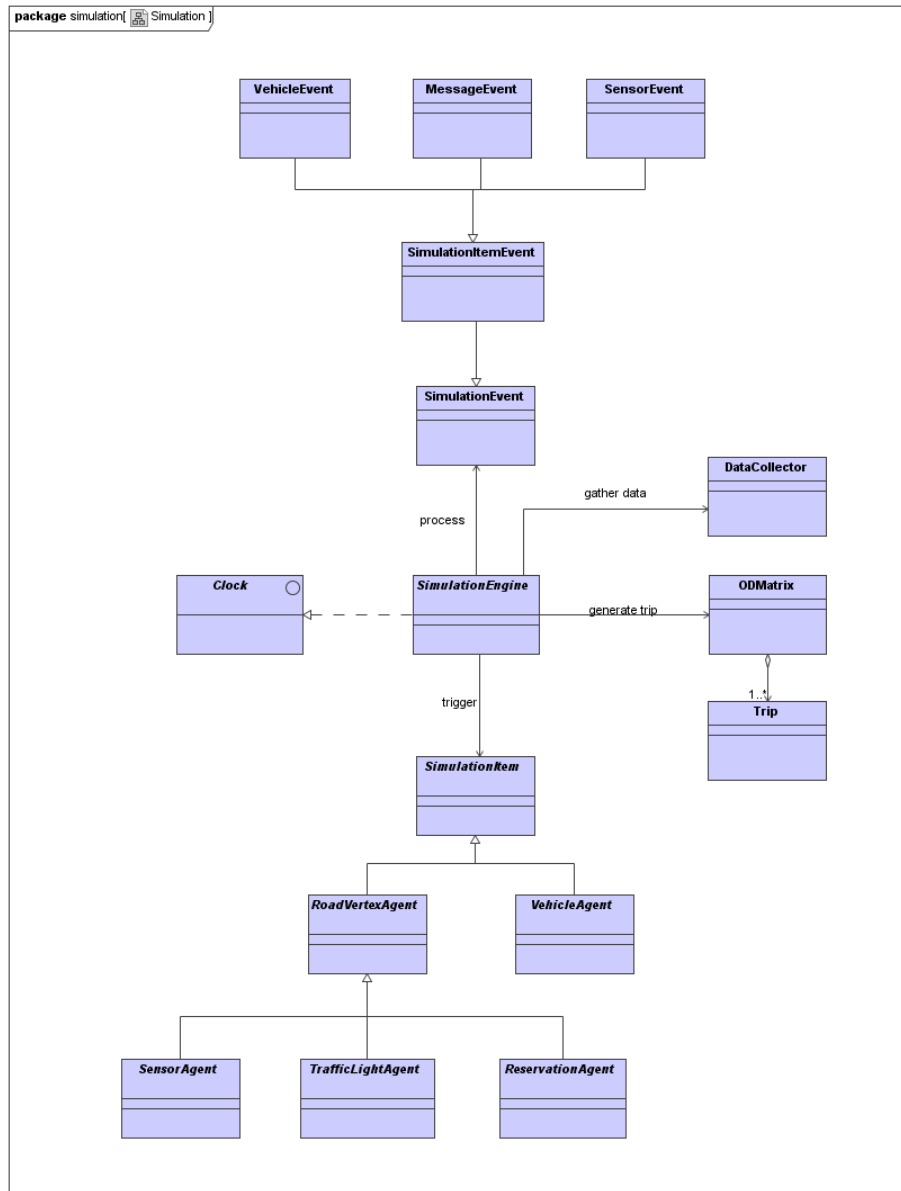 package simulation[ Simulation ]
VehicleEvent
MessageEvent
SensorEvent
SimulationItemEvent
SimulationEvent
DataCollector
gather data
process
Clock
SimulationEngine
ODMatrix
generate trip
1..*
trigger
Trip
SimulationItem
RoadVertexAgent
VehicleAgent
SensorAgent
TrafficLightAgent
ReservationAgent